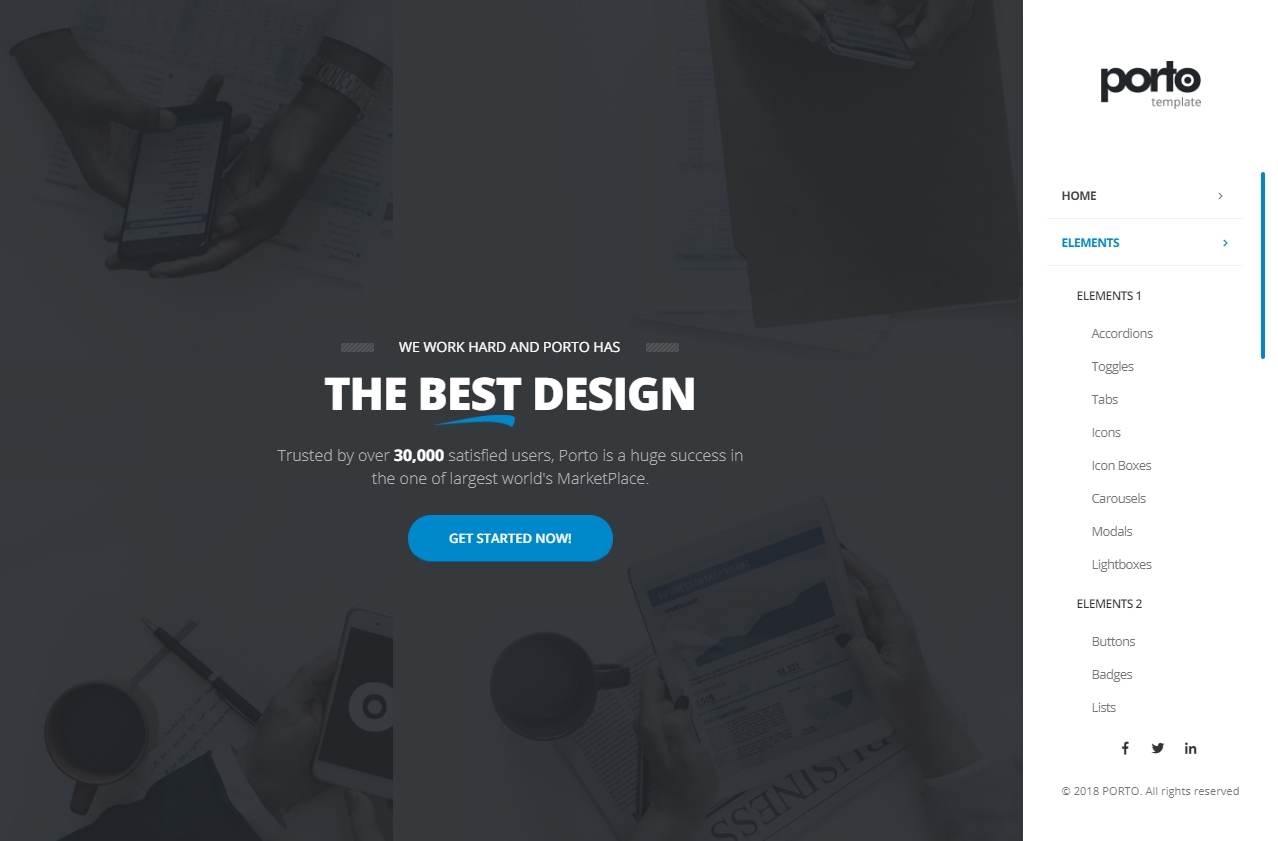 porto
template
HOME
ELEMENTS
ELEMENTS 1
Accordions
Toggles
Tabs
Icons
Icon Boxes
Carousels
Modals
Lightboxes
ELEMENTS 2
Buttons
Badges
Lists
© 2018 PORTO. All rights reserved
WE WORK HARD AND PORTO HAS
THE BEST DESIGN
Trusted by over 30,000 satisfied users, Porto is a huge success in
the one of largest world's MarketPlace.
GET STARTED NOW!
BUSINESS